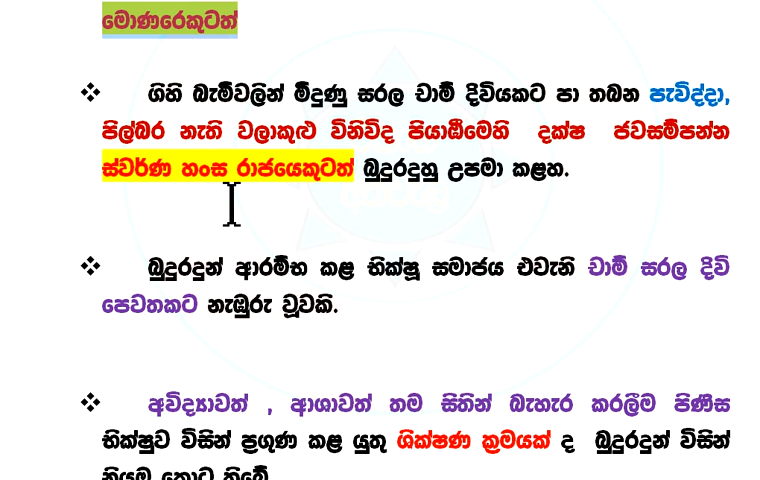 මොණරෙකුටත්
❖ ගිහි බැමිවලින් මිදුණු සරල චාම් දිවියකට පා තබන පැවිද්දා,
පිල්බර නැති වලාකුළු විනිවිද පියාඹීමෙහි දක්ෂ ජවසම්පන්න
ස්වර්ණ හංස රාජයෙකුටත් බුදුරදුහු උපමා කළහ.
❖ බුදුරදුන් ආරම්භ කළ භික්ෂූ සමාජය එවැනි චාම් සරල දිවි
පෙවතකට නැඹුරු වූවකි.
❖ අවිද්‍යාවත් , ආශාවත් තම සිතින් බැහැර කරලීම පිණිස
භික්ෂුව විසින් ප්‍රගුණ කළ යුතු ශික්ෂණ ක්‍රමයක් ද බුදුරදුන් විසින්
නියම කොට තිබේ